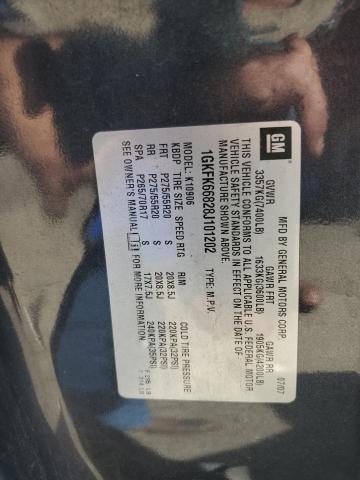 GM
MFD BY GENERAL MOTORS CORP 07/07
GVWR GAWR FRT GAWR RR
3357KG(7400LB) 1633KG(3600LB) 1905KG(4200LB)
THIS VEHICLE CONFORMS TO ALL APPLICABLE U.S. FEDERAL MOTOR
VEHICLE SAFETY STANDARDS IN EFFECT ON THE DATE OF
MANUFACTURE SHOWN ABOVE.
1GKFK66828J101202 TYPE: M.P.V.
MODEL: K10906
KBDP TIRE SIZE SPEED RTG RIM COLD TIRE PRESSURE
FRT P275/55R20 S 20X8.5J 220KPA(32PSI)
RR P275/55R20 S 20X8.5J 220KPA(32PSI)
SPA P265/70R17 S 17X7.5J 240KPA(35PSI)
SEE OWNER'S MANUAL FOR MORE INFORMATION